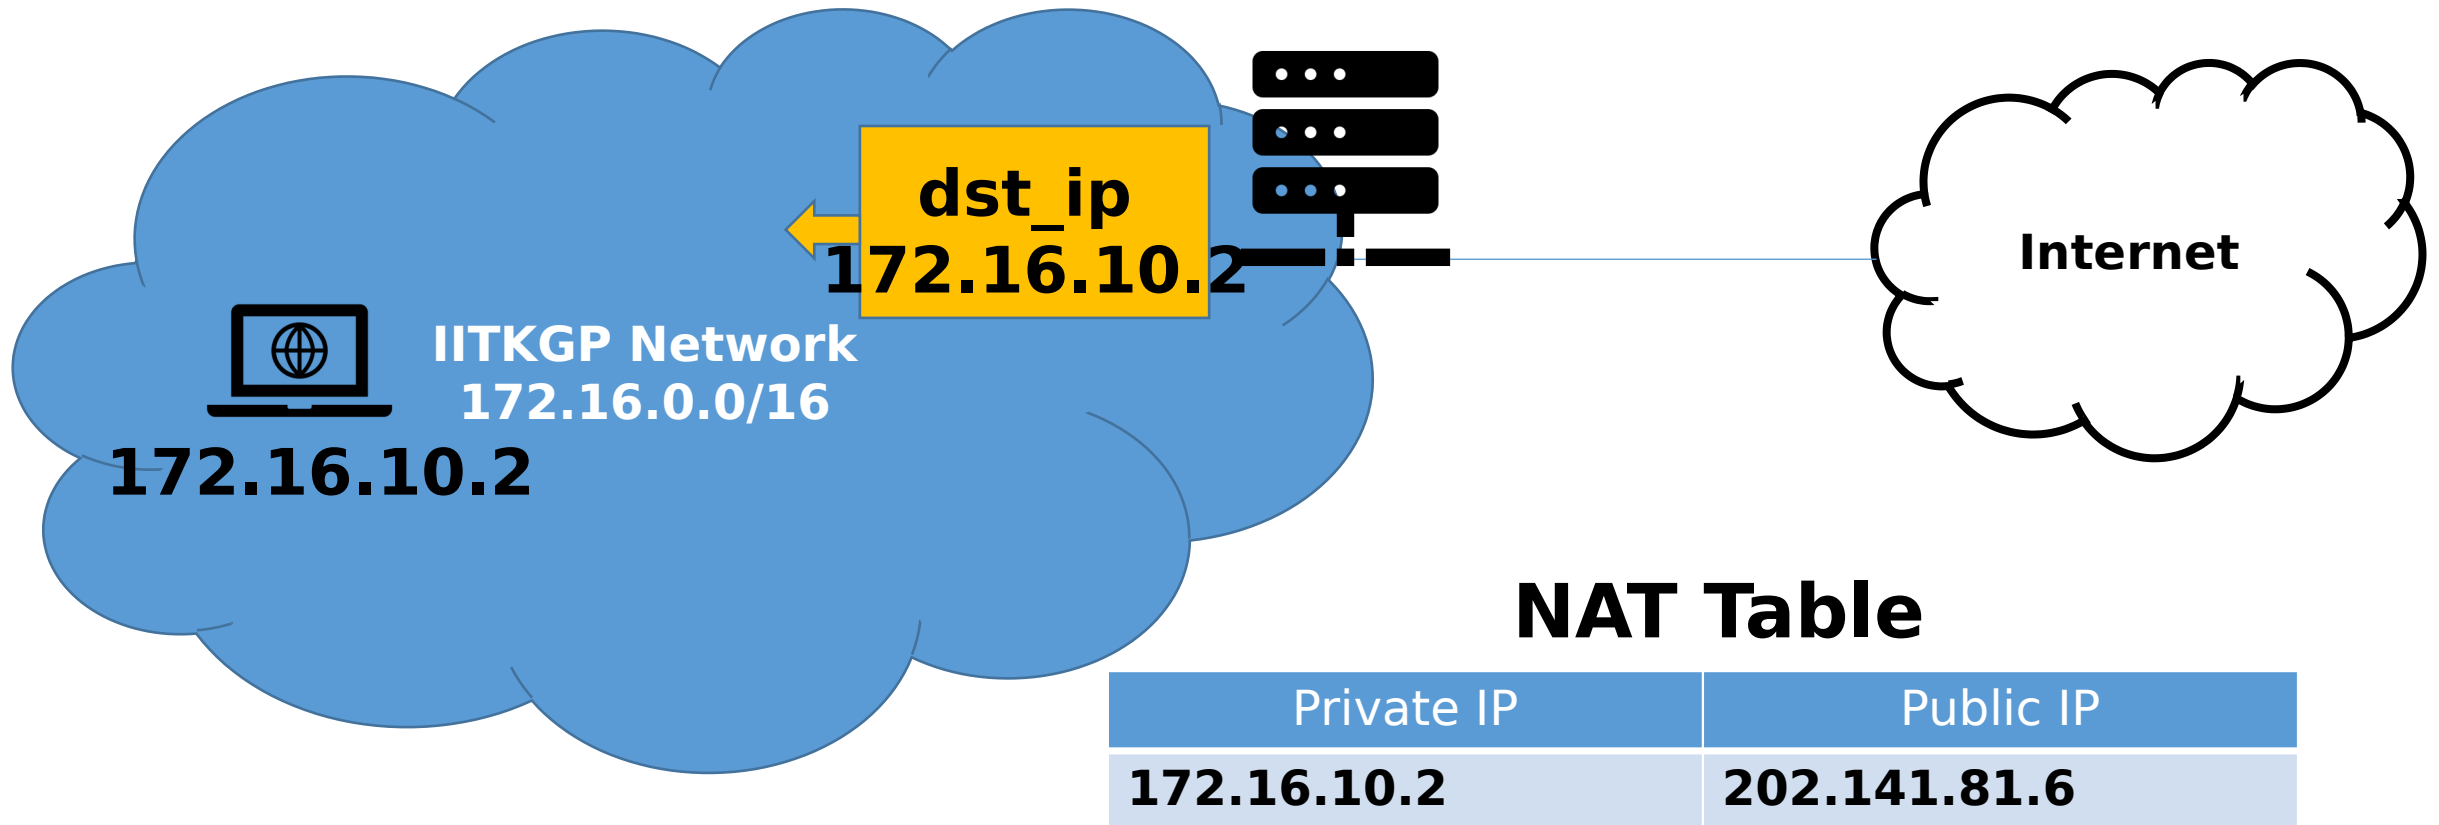 dst_ip
172.16.10.2
Internet
IITKGP Network
172.16.0.0/16
172.16.10.2
NAT Table
Private IP Public IP
172.16.10.2 202.141.81.6